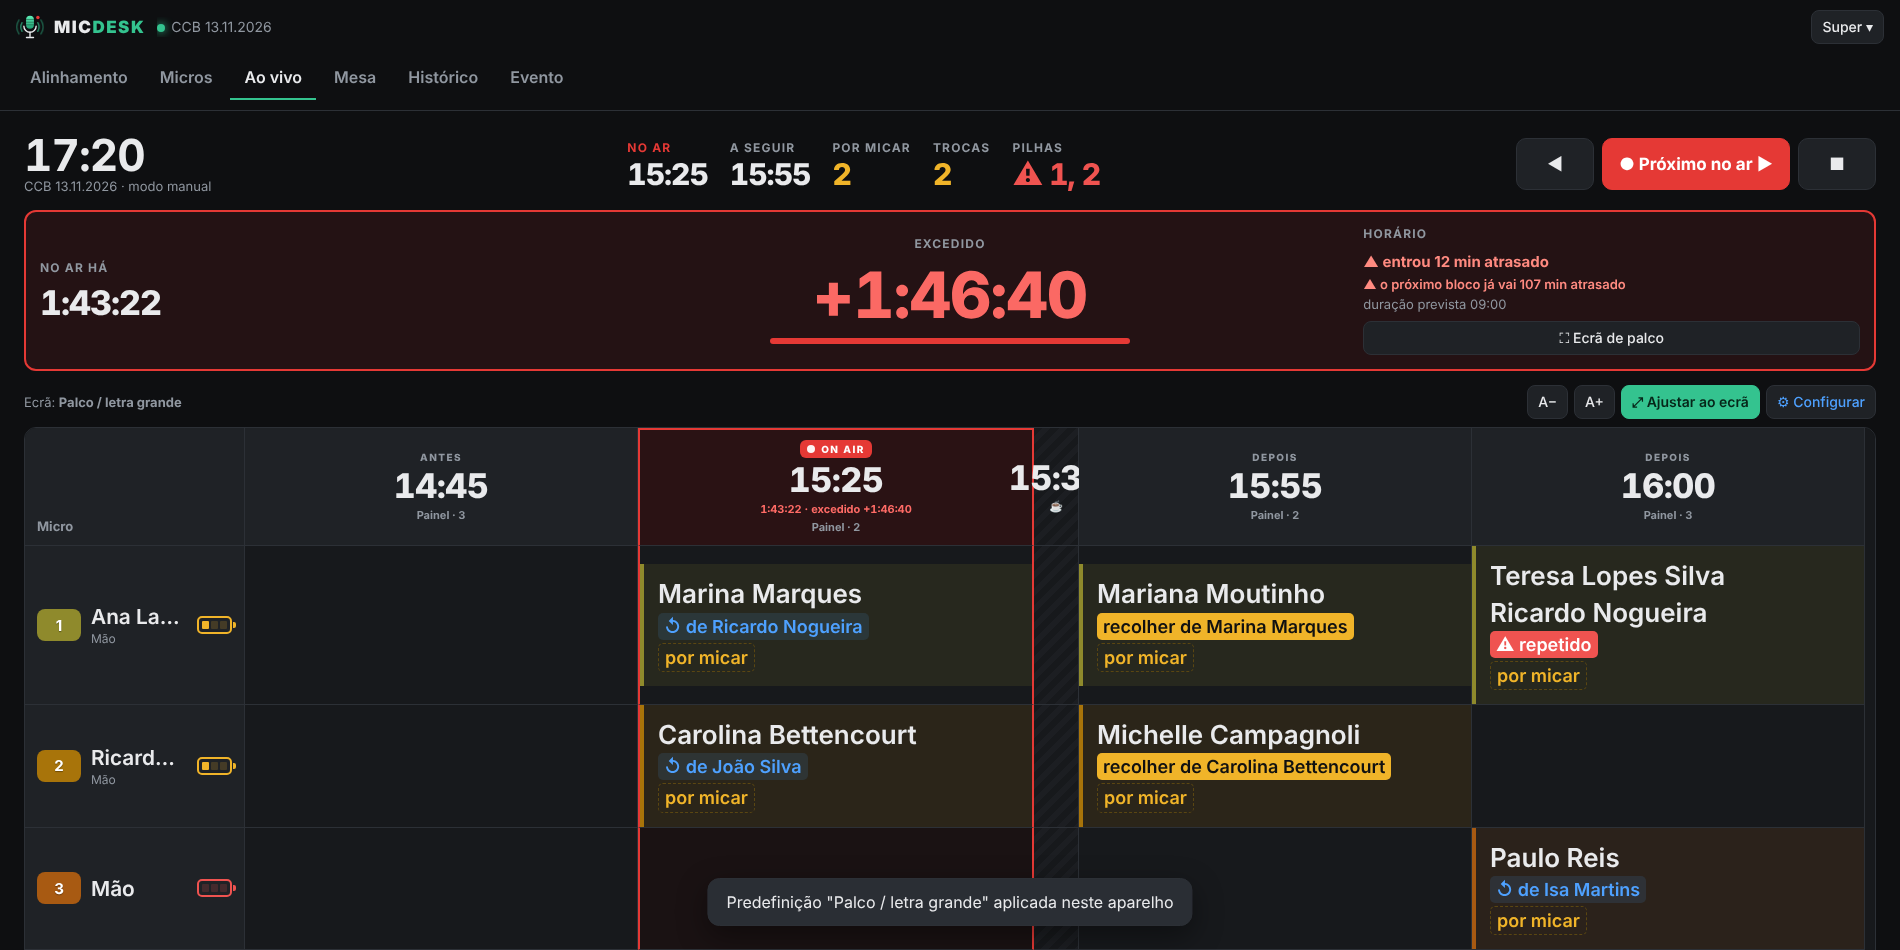 MICDESK
CCB 13.11.2026
Super ▾
Alinhamento
Micros
Ao vivo
Mesa
Histórico
Evento
17:20
CCB 13.11.2026 · modo manual
NO AR
15:25
A SEGUIR
15:55
POR MICAR
2
TROCAS
2
PILHAS
⚠ 1, 2
◀
● Próximo no ar ▶
■
NO AR HÁ
1:43:22
EXCEDIDO
+1:46:40
HORÁRIO
▲ entrou 12 min atrasado
▲ o próximo bloco já vai 107 min atrasado
duração prevista 09:00
⛶ Ecrã de palco
Ecrã: Palco / letra grande
A−
A+
⤢ Ajustar ao ecrã
⚙ Configurar
Micro
ANTES
14:45
Painel · 3
● ON AIR
15:25
1:43:22 · excedido +1:46:40
Painel · 2
15:3
☕
DEPOIS
15:55
Painel · 2
DEPOIS
16:00
Painel · 3
1
Ana La...
Mão
Marina Marques
↺ de Ricardo Nogueira
por micar
Mariana Moutinho
recolher de Marina Marques
por micar
Teresa Lopes Silva
Ricardo Nogueira
⚠ repetido
por micar
2
Ricard...
Mão
Carolina Bettencourt
↺ de João Silva
por micar
Michelle Campagnoli
recolher de Carolina Bettencourt
por micar
3
Mão
Paulo Reis
↺ de Isa Martins
por micar
Predefinição "Palco / letra grande" aplicada neste aparelho